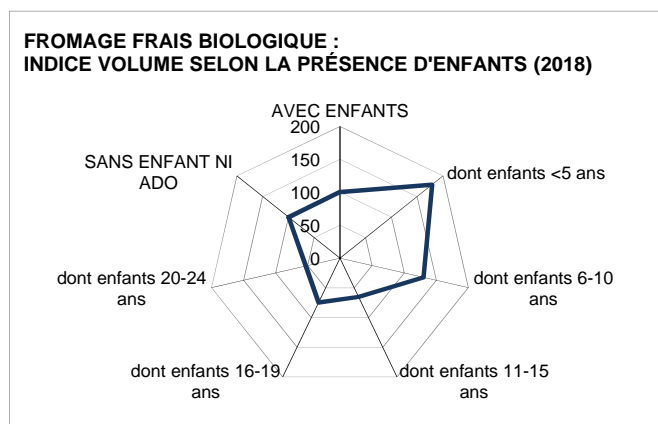 FROMAGE FRAIS BIOLOGIQUE :
INDICE VOLUME SELON LA PRÉSENCE D'ENFANTS (2018)
AVEC ENFANTS
200
150
100
50
0
dont enfants <5 ans
dont enfants 6-10
ans
dont enfants 11-15
ans
dont enfants 16-19
ans
dont enfants 20-24
ans
SANS ENFANT NI
ADO